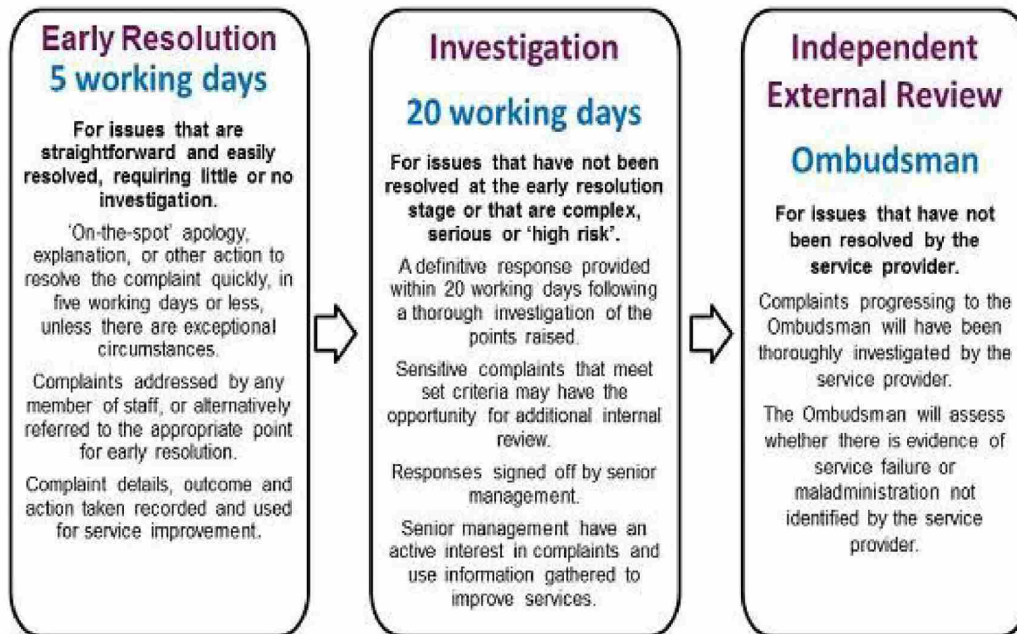 Early Resolution
5 working days
For issues that are
straightforward and easily
resolved, requiring little or no
investigation.
'On-the-spot' apology,
explanation, or other action to
resolve the complaint quickly, in
five working days or less,
unless there are exceptional
circumstances.
Complaints addressed by any
member of staff, or alternatively
referred to the appropriate point
for early resolution.
Complaint details, outcome and
action taken recorded and used
for service improvement.
Investigation
20 working days
For issues that have not been
resolved at the early resolution
stage or that are complex,
serious or 'high risk'.
A definitive response provided
within 20 working days following
a thorough investigation of the
points raised.
Sensitive complaints that meet
set criteria may have the
opportunity for additional internal
review.
Responses signed off by senior
management.
Senior management have an
active interest in complaints and
use information gathered to
improve services.
Independent
External Review
Ombudsman
For issues that have not
been resolved by the
service provider.
Complaints progressing to the
Ombudsman will have been
thoroughly investigated by the
service provider.
The Ombudsman will assess
whether there is evidence of
service failure or
maladministration not
identified by the service
provider.